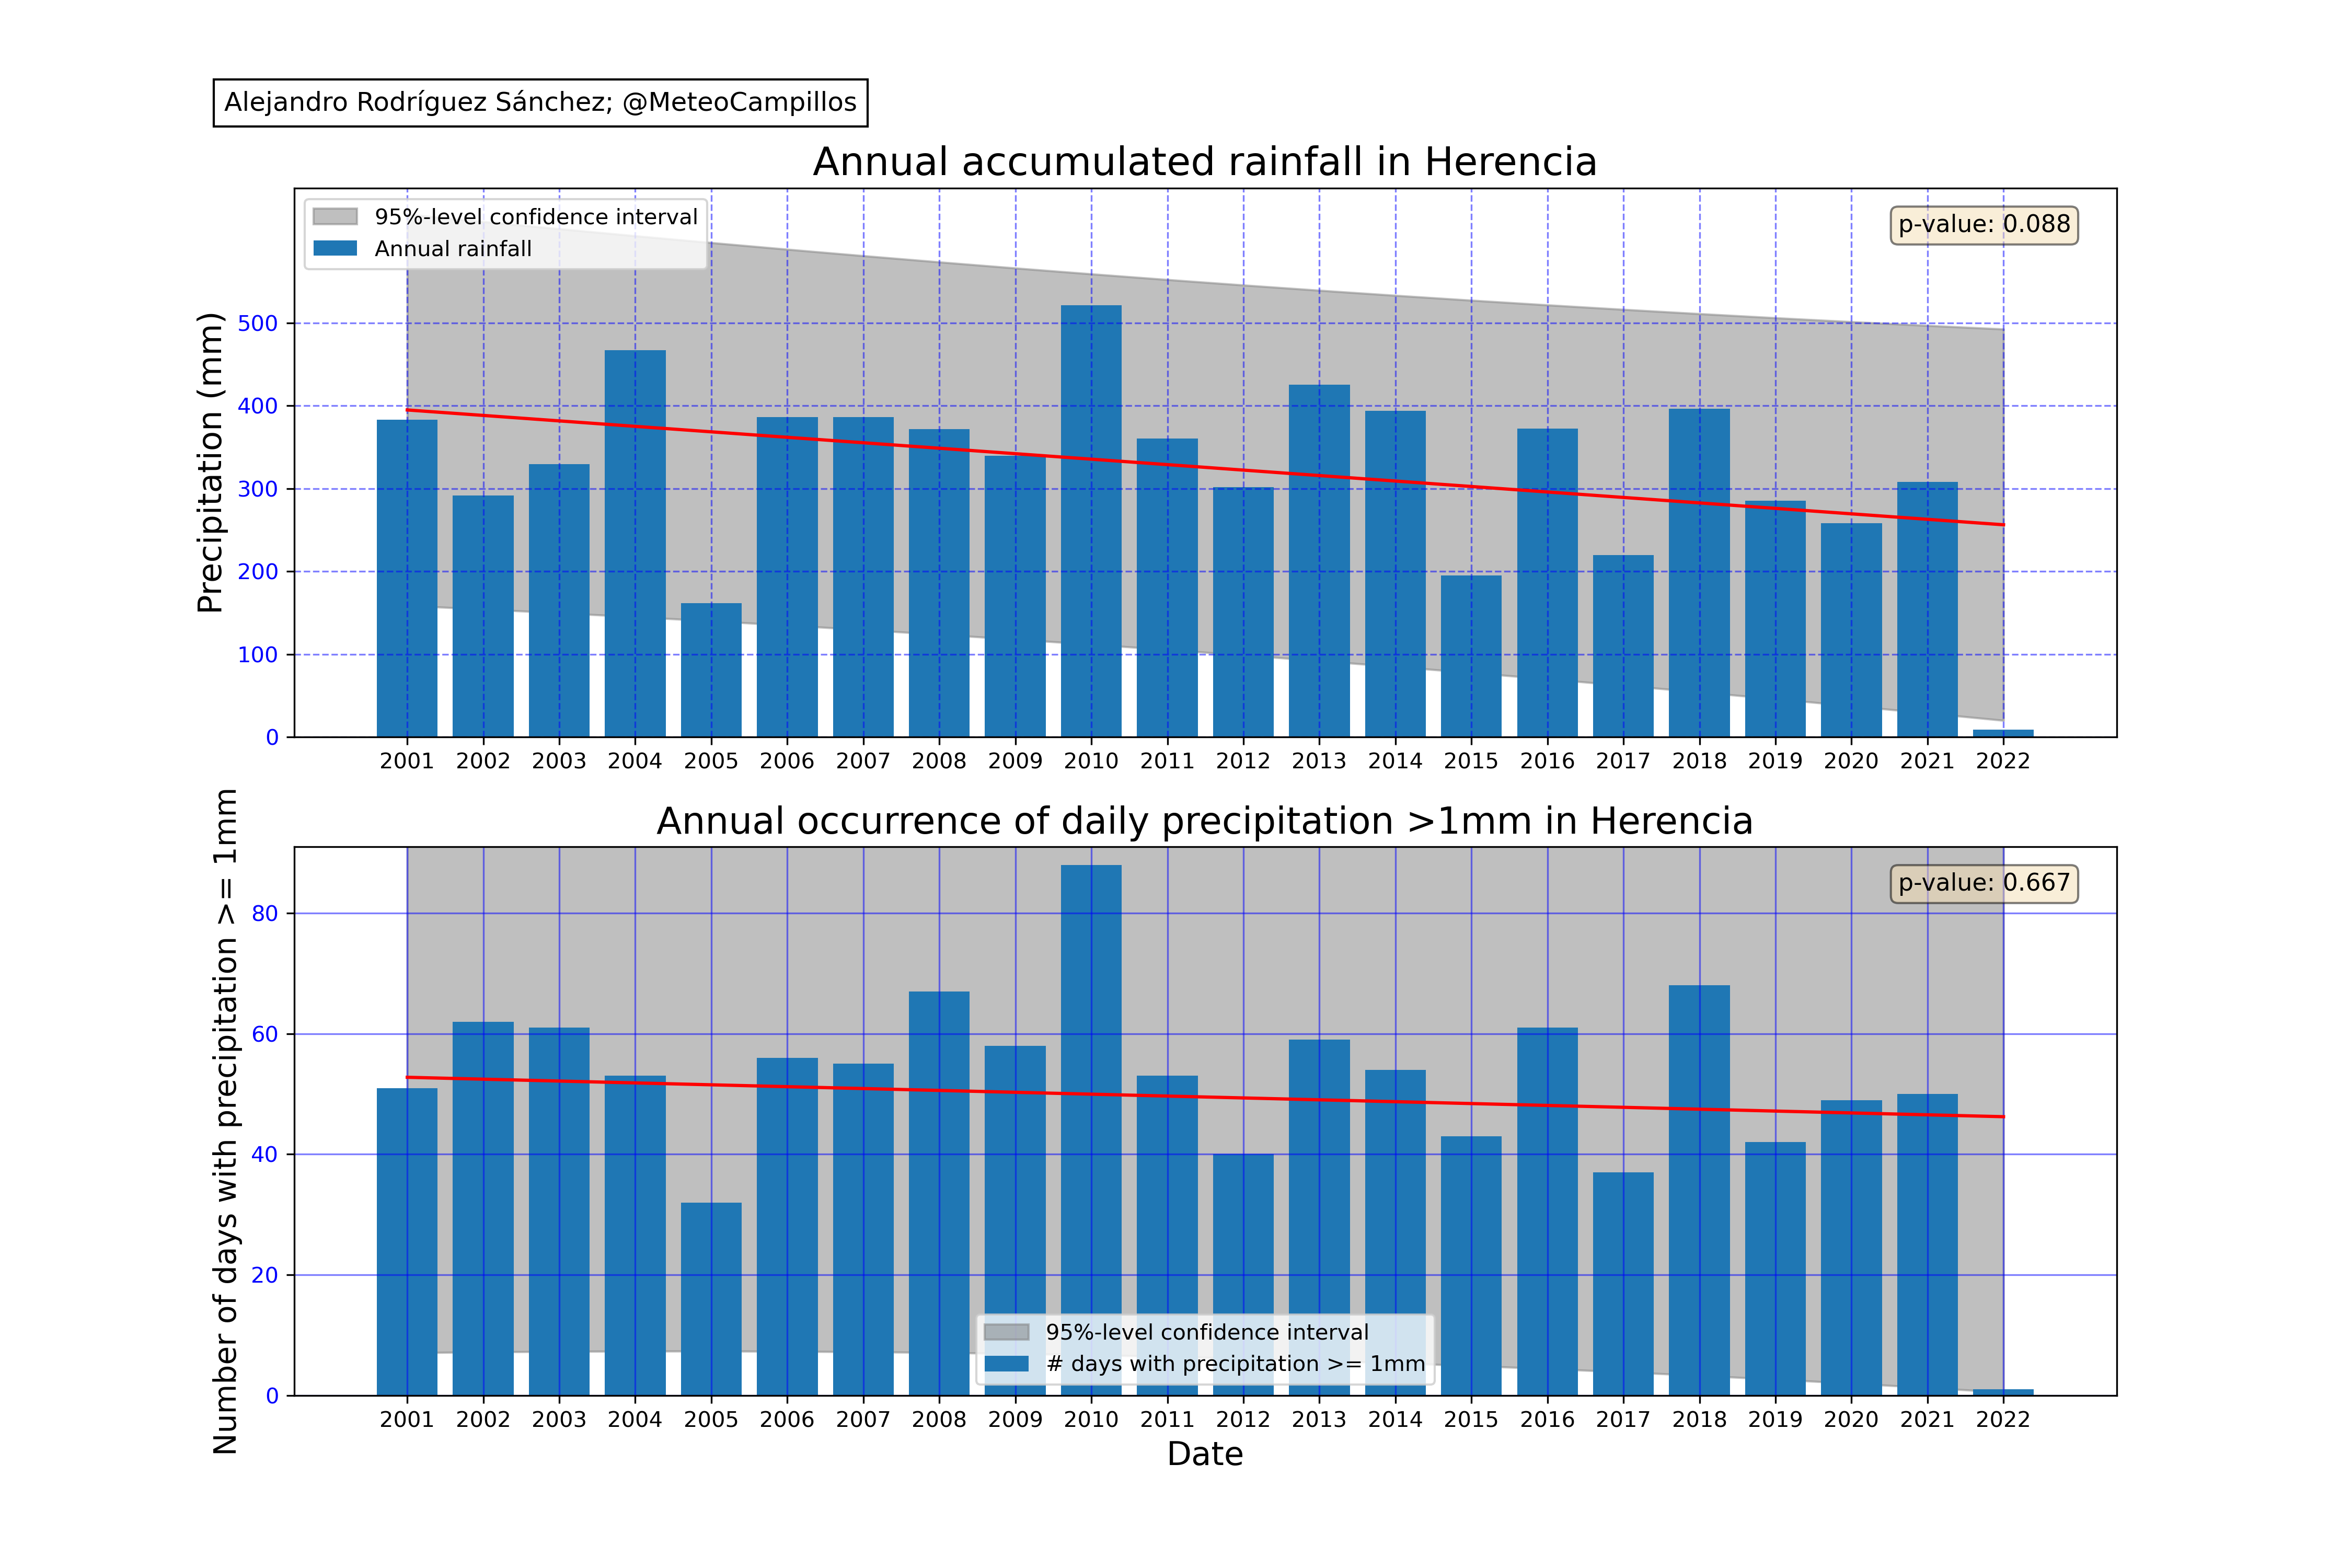 Alejandro Rodríguez Sánchez; @MeteoCampillos
Annual accumulated rainfall in Herencia
95%-level confidence interval
Annual rainfall
p-value: 0.088
Precipitation (mm)
500
400
300
200
100
0
2001 2002 2003 2004 2005 2006 2007 2008 2009 2010 2011 2012 2013 2014 2015 2016 2017 2018 2019 2020 2021 2022
Annual occurrence of daily precipitation >1mm in Herencia
p-value: 0.667
Number of days with precipitation >= 1mm
80
60
40
20
0
95%-level confidence interval
# days with precipitation >= 1mm
2001 2002 2003 2004 2005 2006 2007 2008 2009 2010 2011 2012 2013 2014 2015 2016 2017 2018 2019 2020 2021 2022
Date